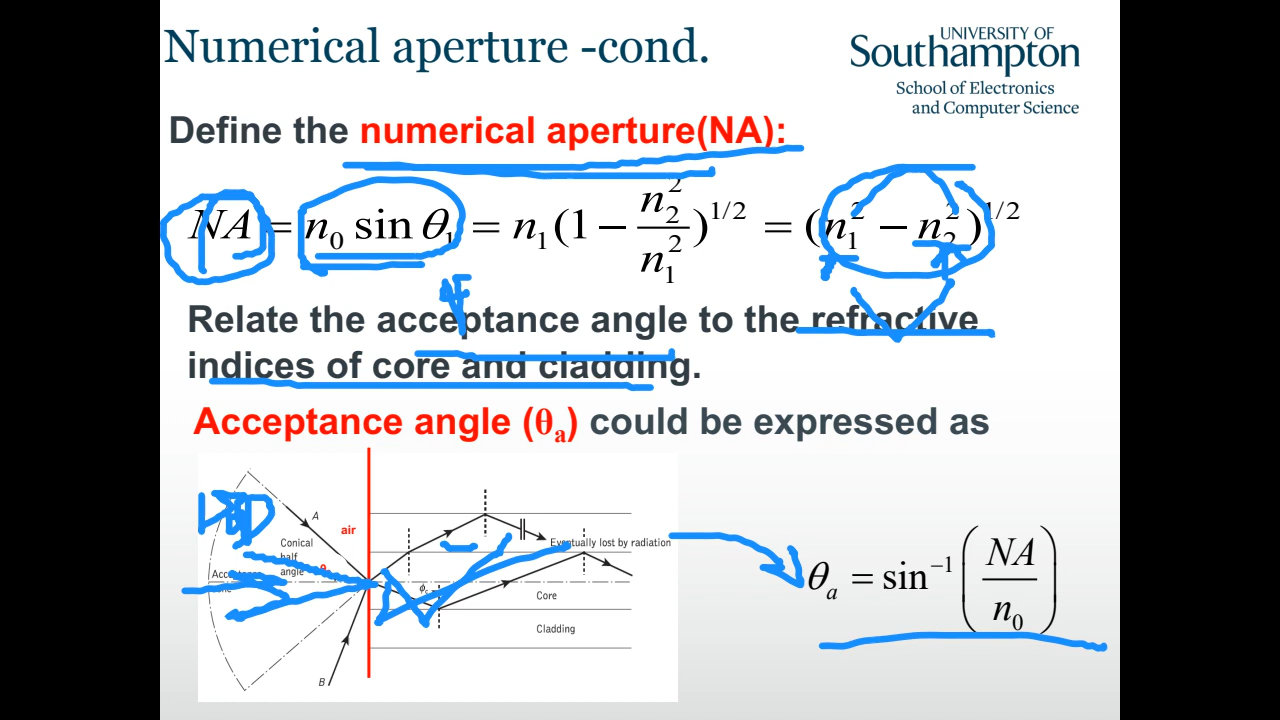 Numerical aperture -cond.
UNIVERSITY OF
Southampton
School of Electronics
and Computer Science
Define the numerical aperture(NA):
NA = n₀ sin θ₁ = n₁(1 − n₂²/n₁²)^1/2 = (n₁² − n₂²)^1/2
Relate the acceptance angle to the refractive
indices of core and cladding.
Acceptance angle (θₐ) could be expressed as
A
air
Conical
half
angle
Eventually lost by radiation
Acceptance
Core
Cladding
B
θₐ = sin⁻¹(NA/n₀)